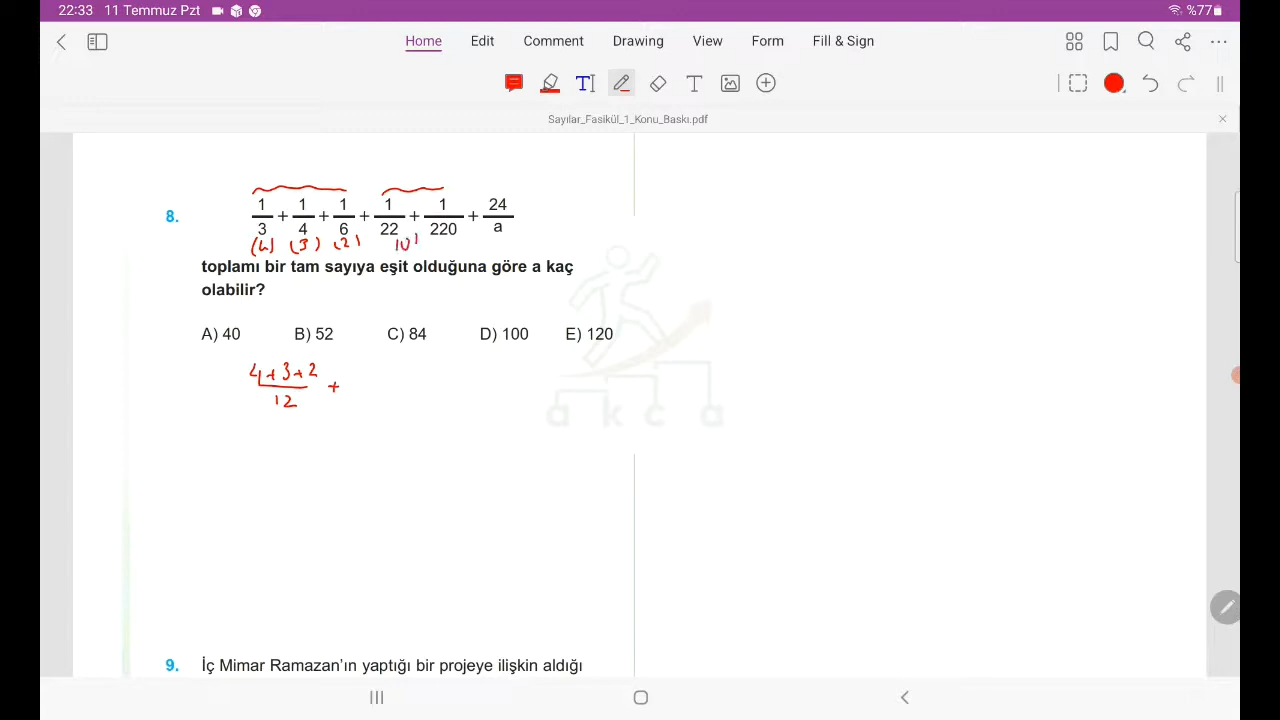 22:33 11 Temmuz Pzt %77
Home Edit Comment Drawing View Form Fill & Sign
Sayılar_Fasikül_1_Konu_Baskı.pdf
8. 1/3 + 1/4 + 1/6 + 1/22 + 1/220 + 24/a
(4) (3) (2) 10)
toplamı bir tam sayıya eşit olduğuna göre a kaç
olabilir?
A) 40 B) 52 C) 84 D) 100 E) 120
4+3+2/12 +
akca
9. İç Mimar Ramazan'ın yaptığı bir projeye ilişkin aldığı